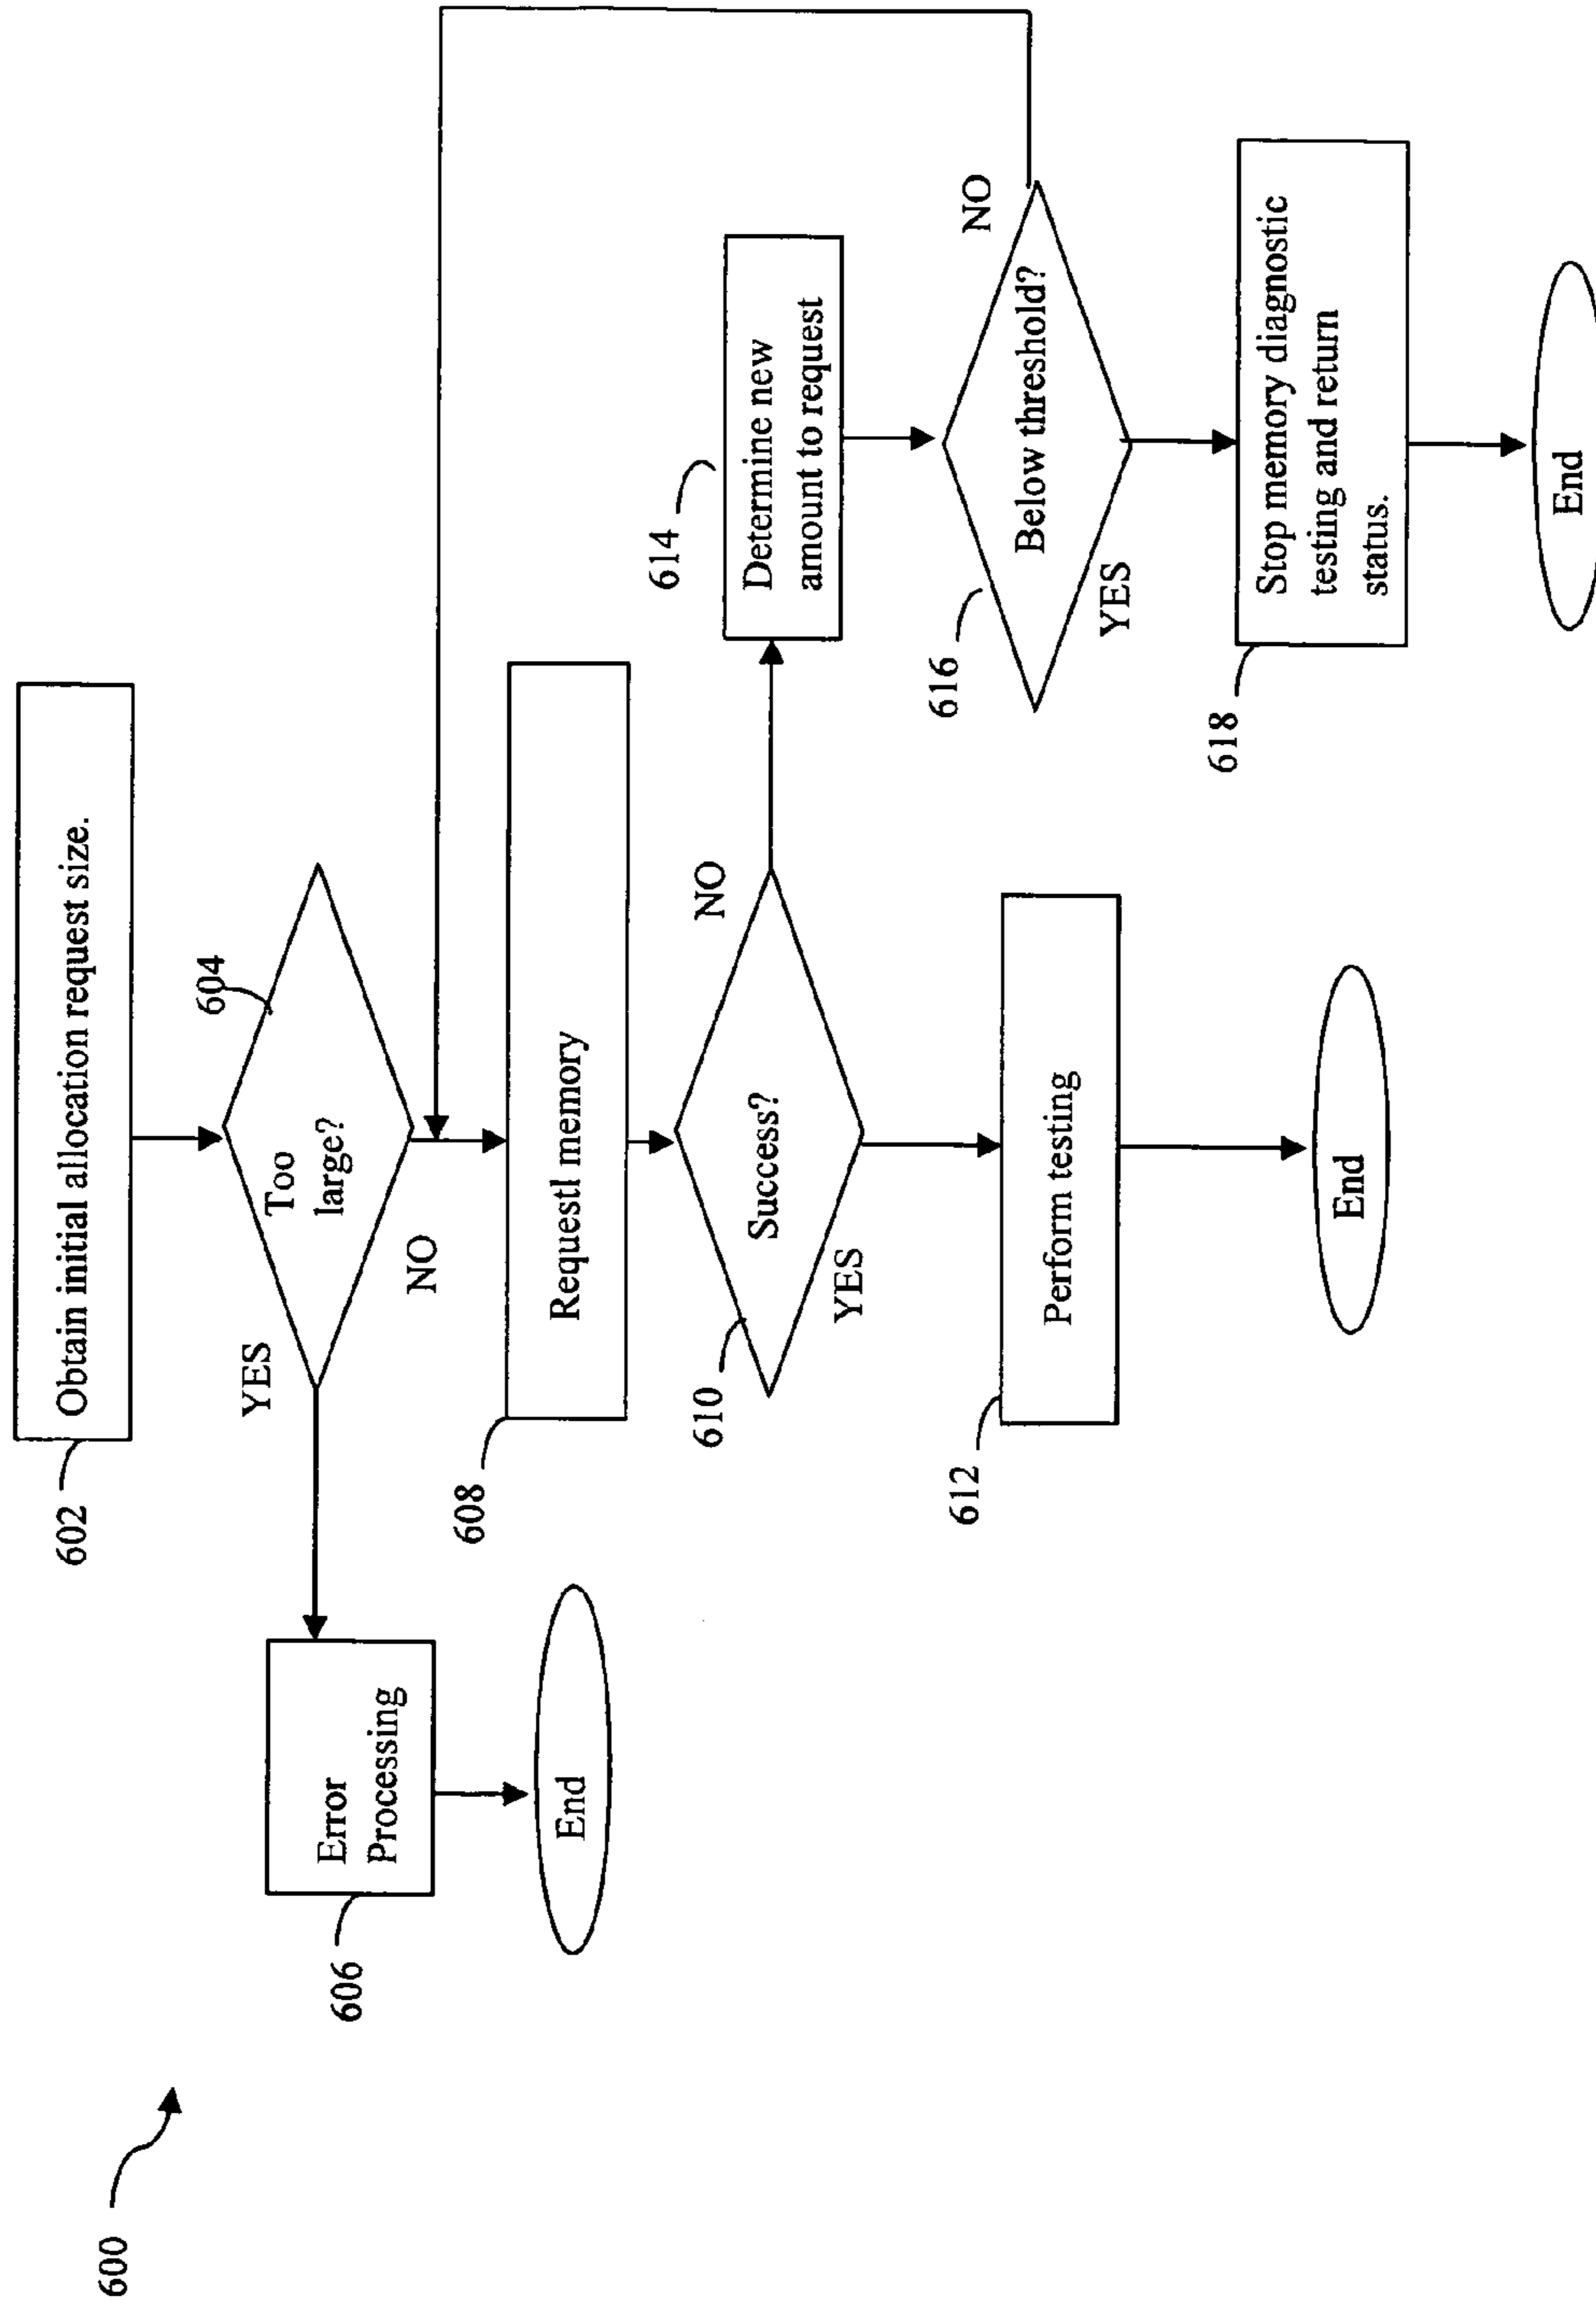 600
602
Obtain initial allocation request size.
604
Too
large?
YES
NO
606
Error
Processing
End
608
Requestl memory
610
Success?
NO
YES
612
Perform testing
End
614
Determine new
amount to request
616
Below threshold?
NO
YES
618
Stop memory diagnostic
testing and return
status.
End